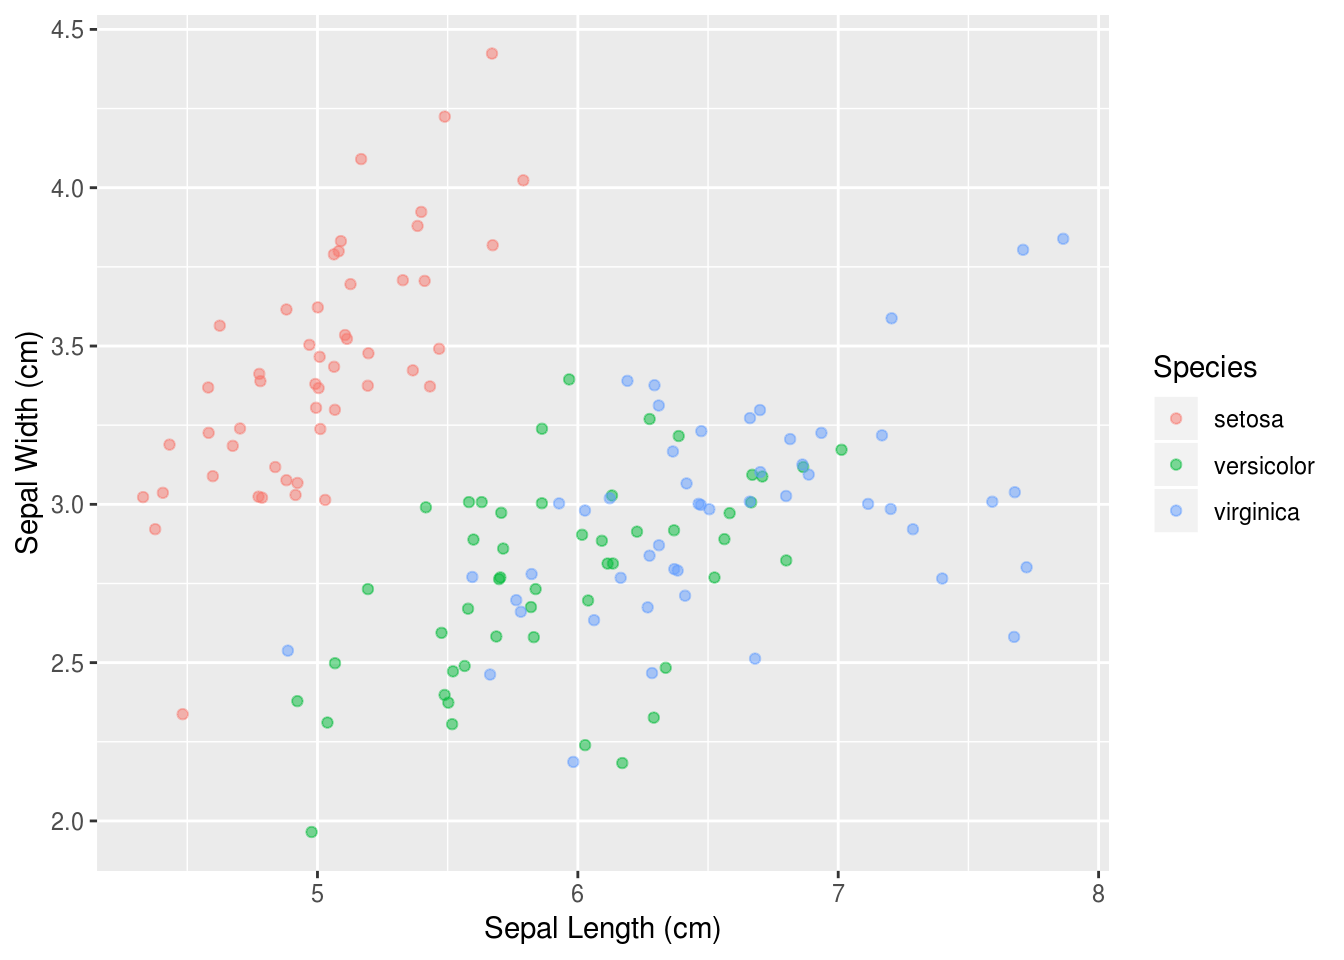 4.5
4.0
3.5
3.0
2.5
2.0
Sepal Width (cm)
5 6 7 8
Sepal Length (cm)
Species
setosa
versicolor
virginica